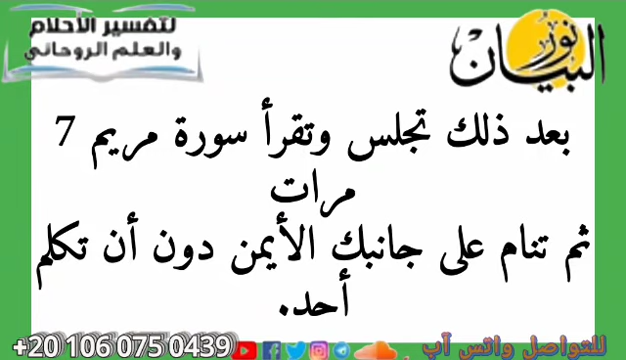 لتفسير الأحلام
والعلم الروحاني
نور
البيان
بعد ذلك تجلس وتقرأ سورة مريم 7
مرات
ثم تنام على جانبك الأيمن دون أن تكلم
أحد.
+20 106 075 0439 للتواصل واتس آب